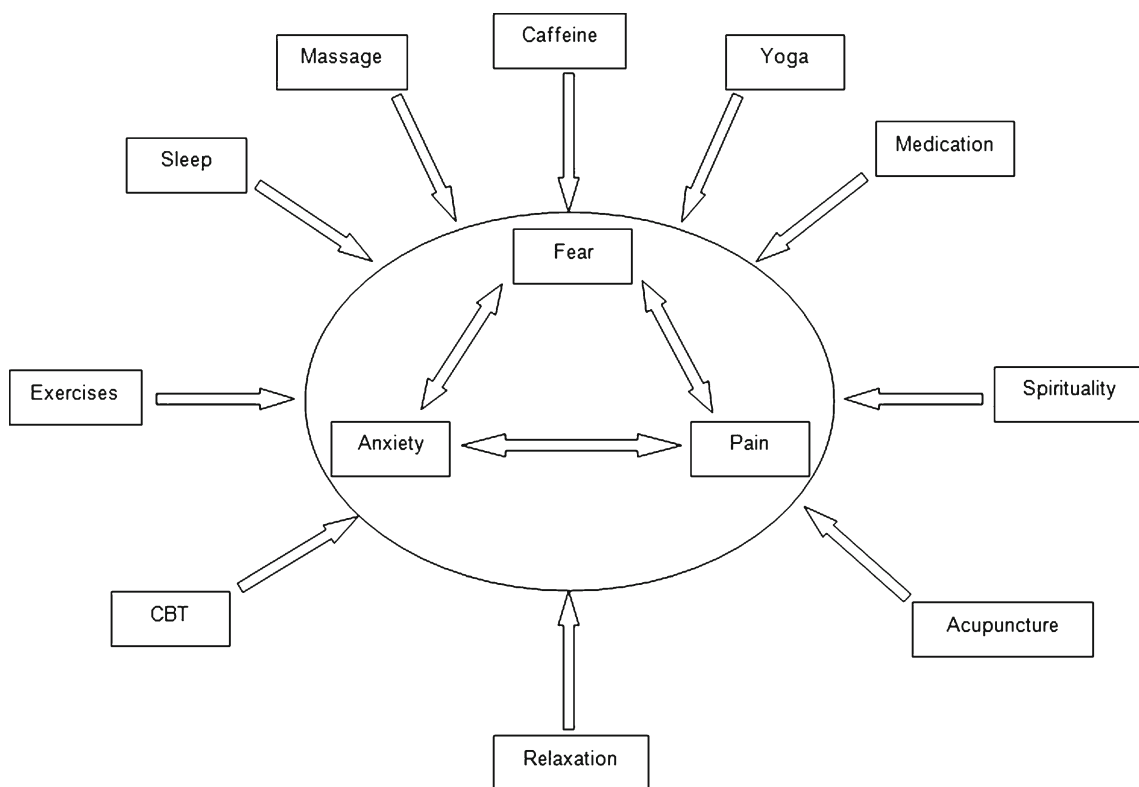 Caffeine
Massage
Yoga
Medication
Sleep
Fear
Exercises
Spirituality
Anxiety
Pain
CBT
Acupuncture
Relaxation